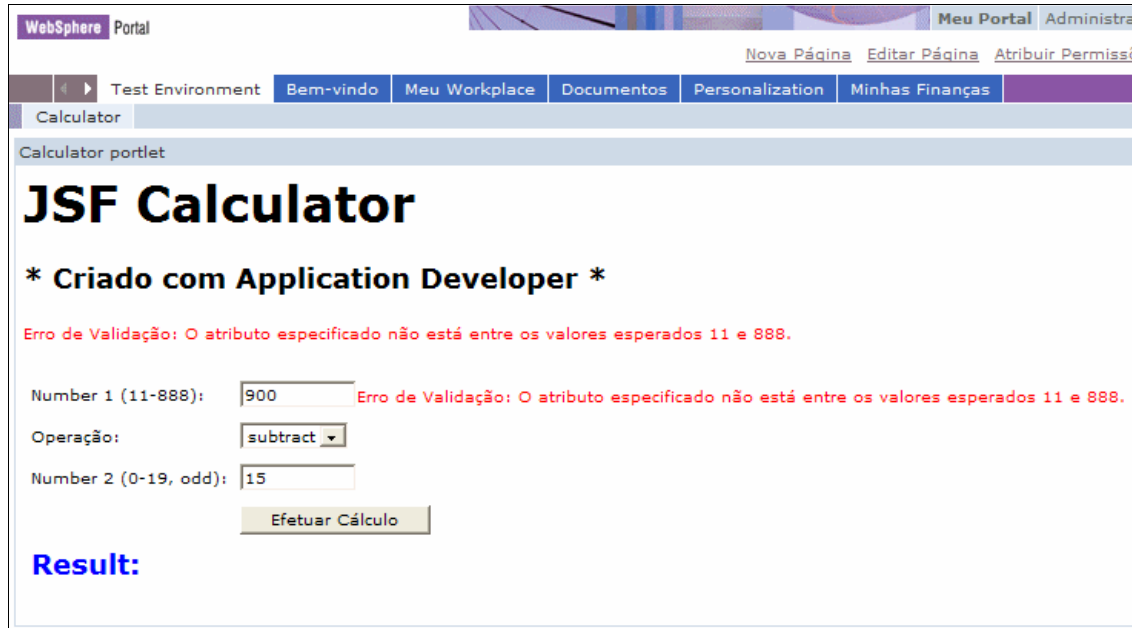 WebSphere Portal
Meu Portal Administra
Nova Página Editar Página Atribuir Permissõ
Test Environment Bem-vindo Meu Workplace Documentos Personalization Minhas Finanças
Calculator
Calculator portlet
JSF Calculator
* Criado com Application Developer *
Erro de Validação: O atributo especificado não está entre os valores esperados 11 e 888.
Number 1 (11-888): 900 Erro de Validação: O atributo especificado não está entre os valores esperados 11 e 888.
Operação: subtract
Number 2 (0-19, odd): 15
Efetuar Cálculo
Result: